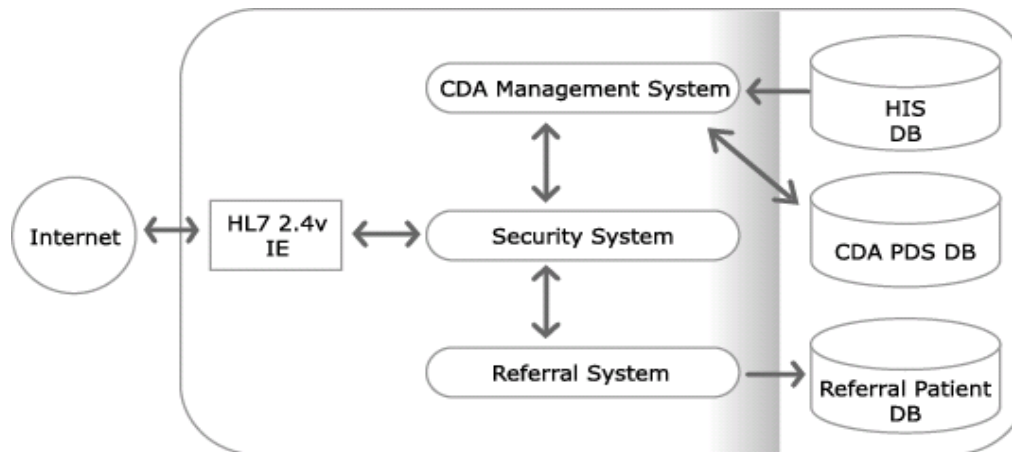 CDA Management System
HIS
DB
Internet
HL7 2.4v
IE
Security System
CDA PDS DB
Referral System
Referral Patient
DB